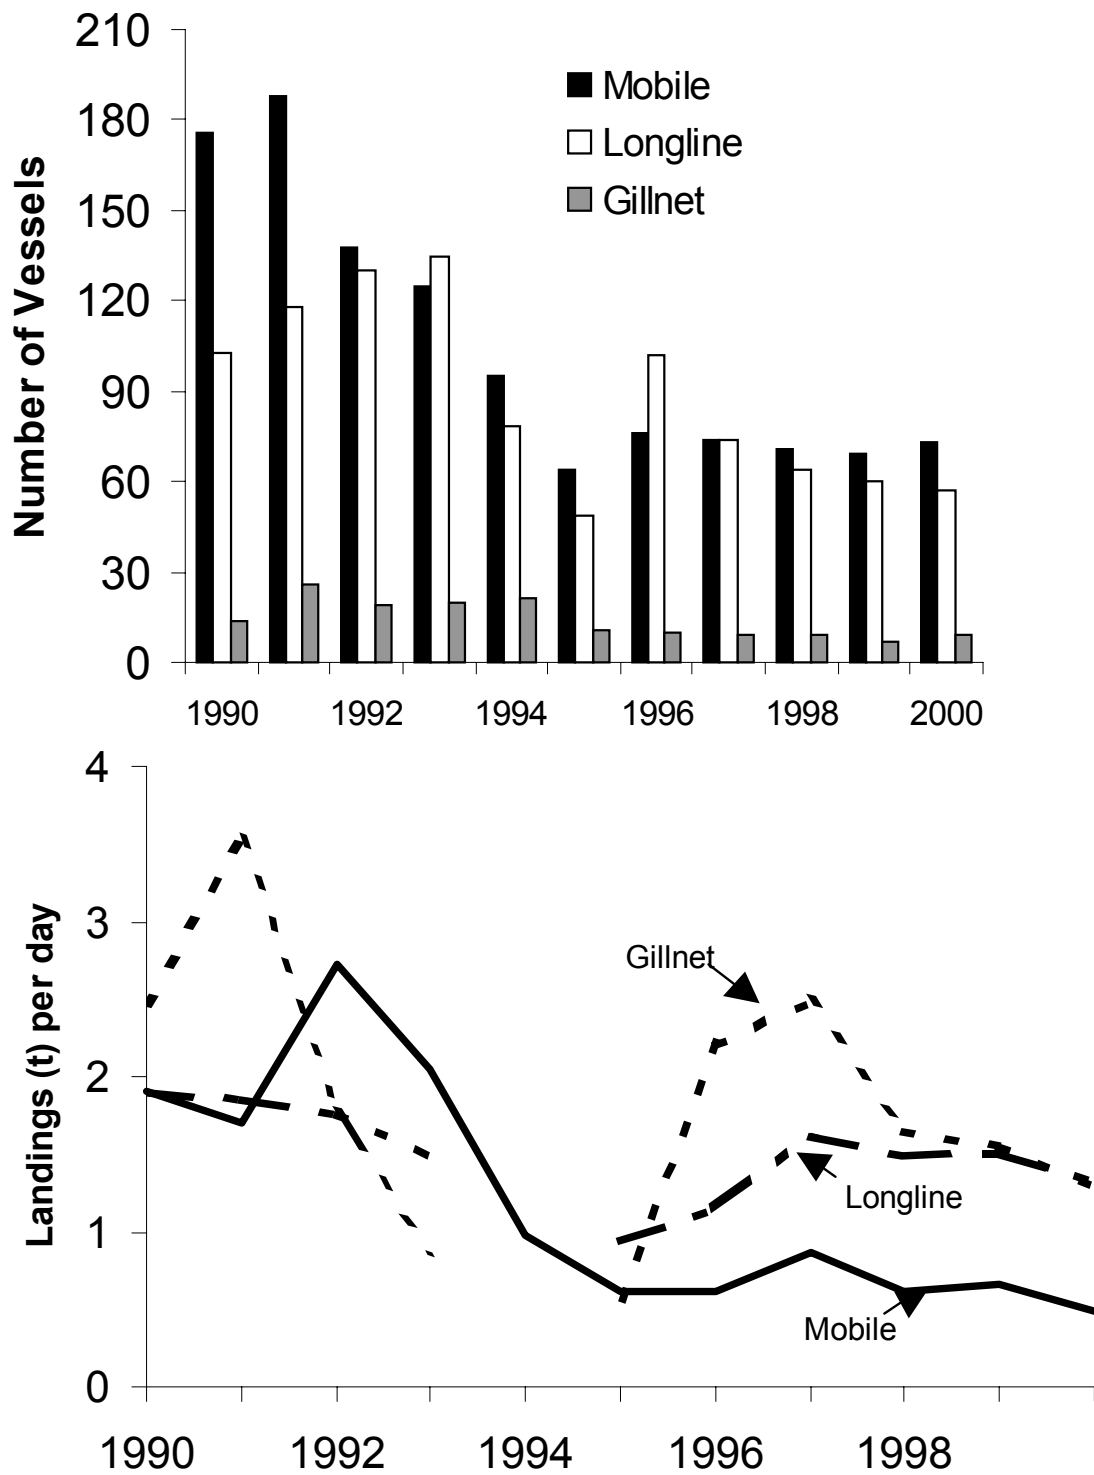 210
180
150
120
90
60
30
0
Number of Vessels
Mobile
Longline
Gillnet
1990 1992 1994 1996 1998 2000
4
3
2
1
0
Landings (t) per day
Gillnet
Longline
Mobile
1990 1992 1994 1996 1998